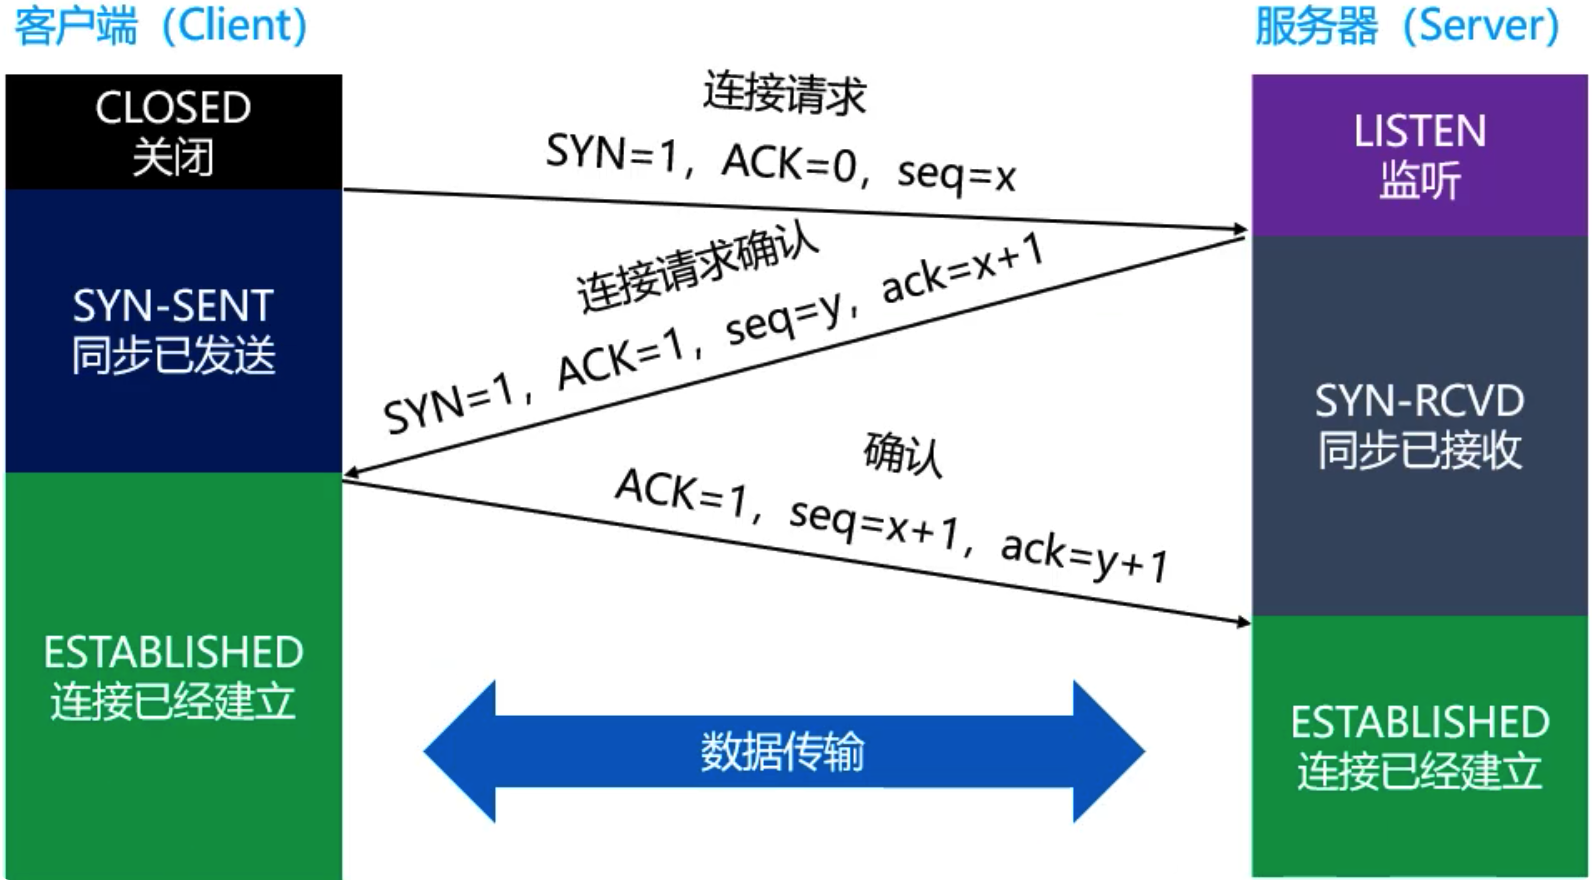 客户端（Client）
服务器（Server）
CLOSED
关闭
连接请求
SYN=1，ACK=0，seq=x
LISTEN
监听
SYN-SENT
同步已发送
连接请求确认
SYN=1，ACK=1，seq=y，ack=x+1
SYN-RCVD
同步已接收
确认
ACK=1，seq=x+1，ack=y+1
ESTABLISHED
连接已经建立
数据传输
ESTABLISHED
连接已经建立